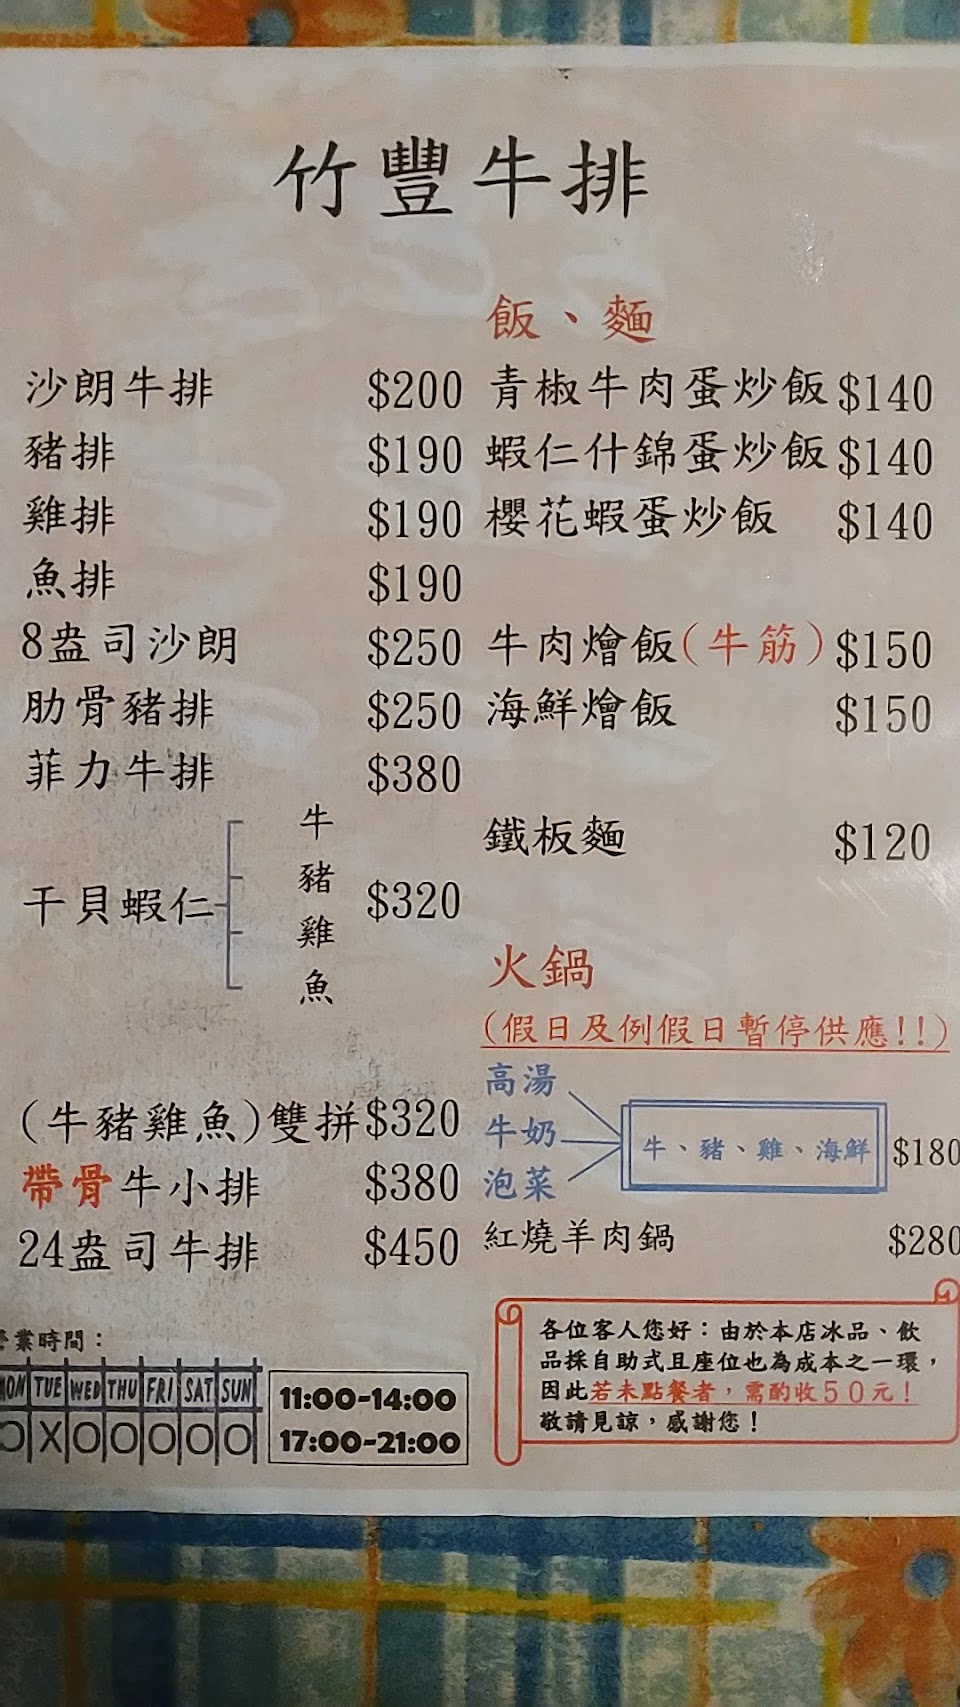 竹豐牛排
沙朗牛排 $200
豬排 $190
雞排 $190
魚排 $190
8盎司沙朗 $250
肋骨豬排 $250
菲力牛排 $380
干貝蝦仁
牛
豬
雞
魚
$320
(牛豬雞魚)雙拼 $320
帶骨牛小排 $380
24盎司牛排 $450
飯、麵
青椒牛肉蛋炒飯 $140
蝦仁什錦蛋炒飯 $140
櫻花蝦蛋炒飯 $140
牛肉燴飯(牛筋) $150
海鮮燴飯 $150
鐵板麵 $120
火鍋
(假日及例假日暫停供應!!)
高湯
牛奶
泡菜
牛、豬、雞、海鮮 $180
紅燒羊肉鍋 $280
營業時間：
MON TUE WED THU FRI SAT SUN
O X O O O O O
11:00-14:00
17:00-21:00
各位客人您好：由於本店冰品、飲
品採自助式且座位也為成本之一環，
因此若未點餐者，需酌收５０元！
敬請見諒，感謝您！